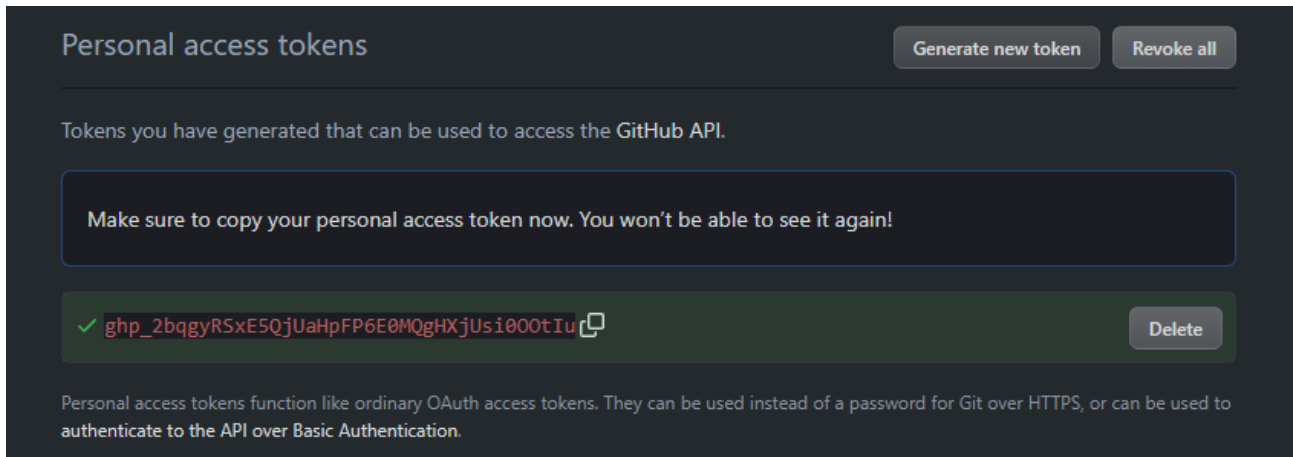 Personal access tokens
Generate new token
Revoke all
Tokens you have generated that can be used to access the GitHub API.
Make sure to copy your personal access token now. You won’t be able to see it again!
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
Delete
Personal access tokens function like ordinary OAuth access tokens. They can be used instead of a password for Git over HTTPS, or can be used to
authenticate to the API over Basic Authentication.